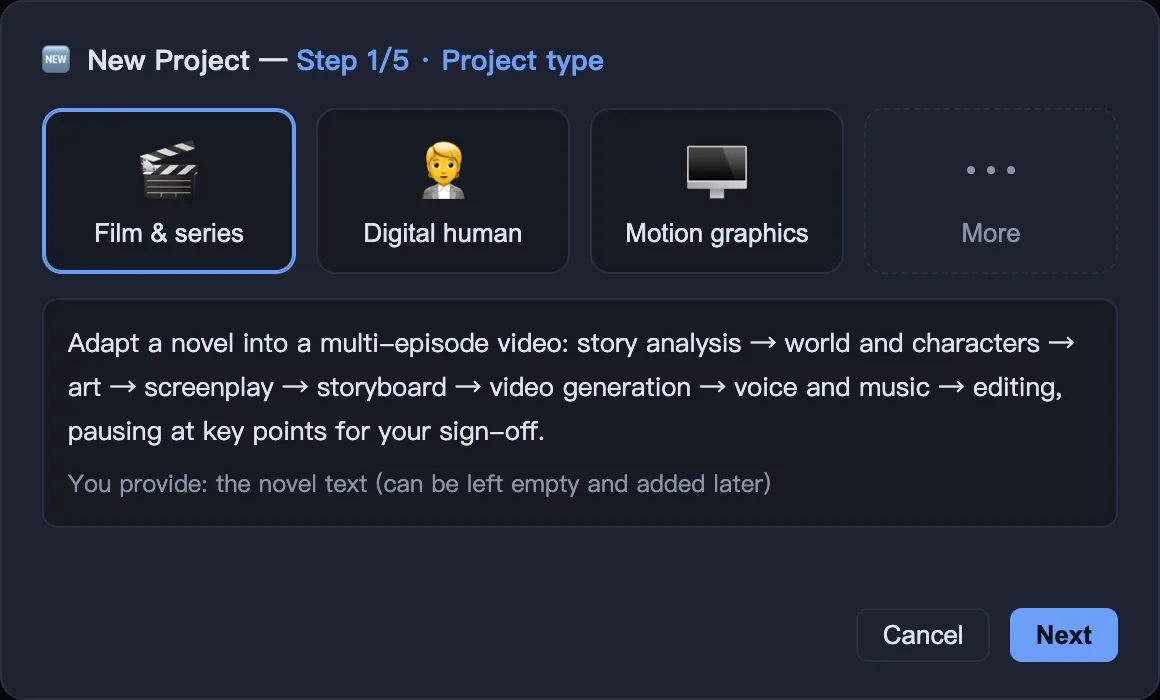 NEW New Project — Step 1/5 · Project type
Film & series
Digital human
Motion graphics
More
Adapt a novel into a multi–episode video: story analysis → world and characters →
art → screenplay → storyboard → video generation → voice and music → editing,
pausing at key points for your sign–off.
You provide: the novel text (can be left empty and added later)
Cancel
Next